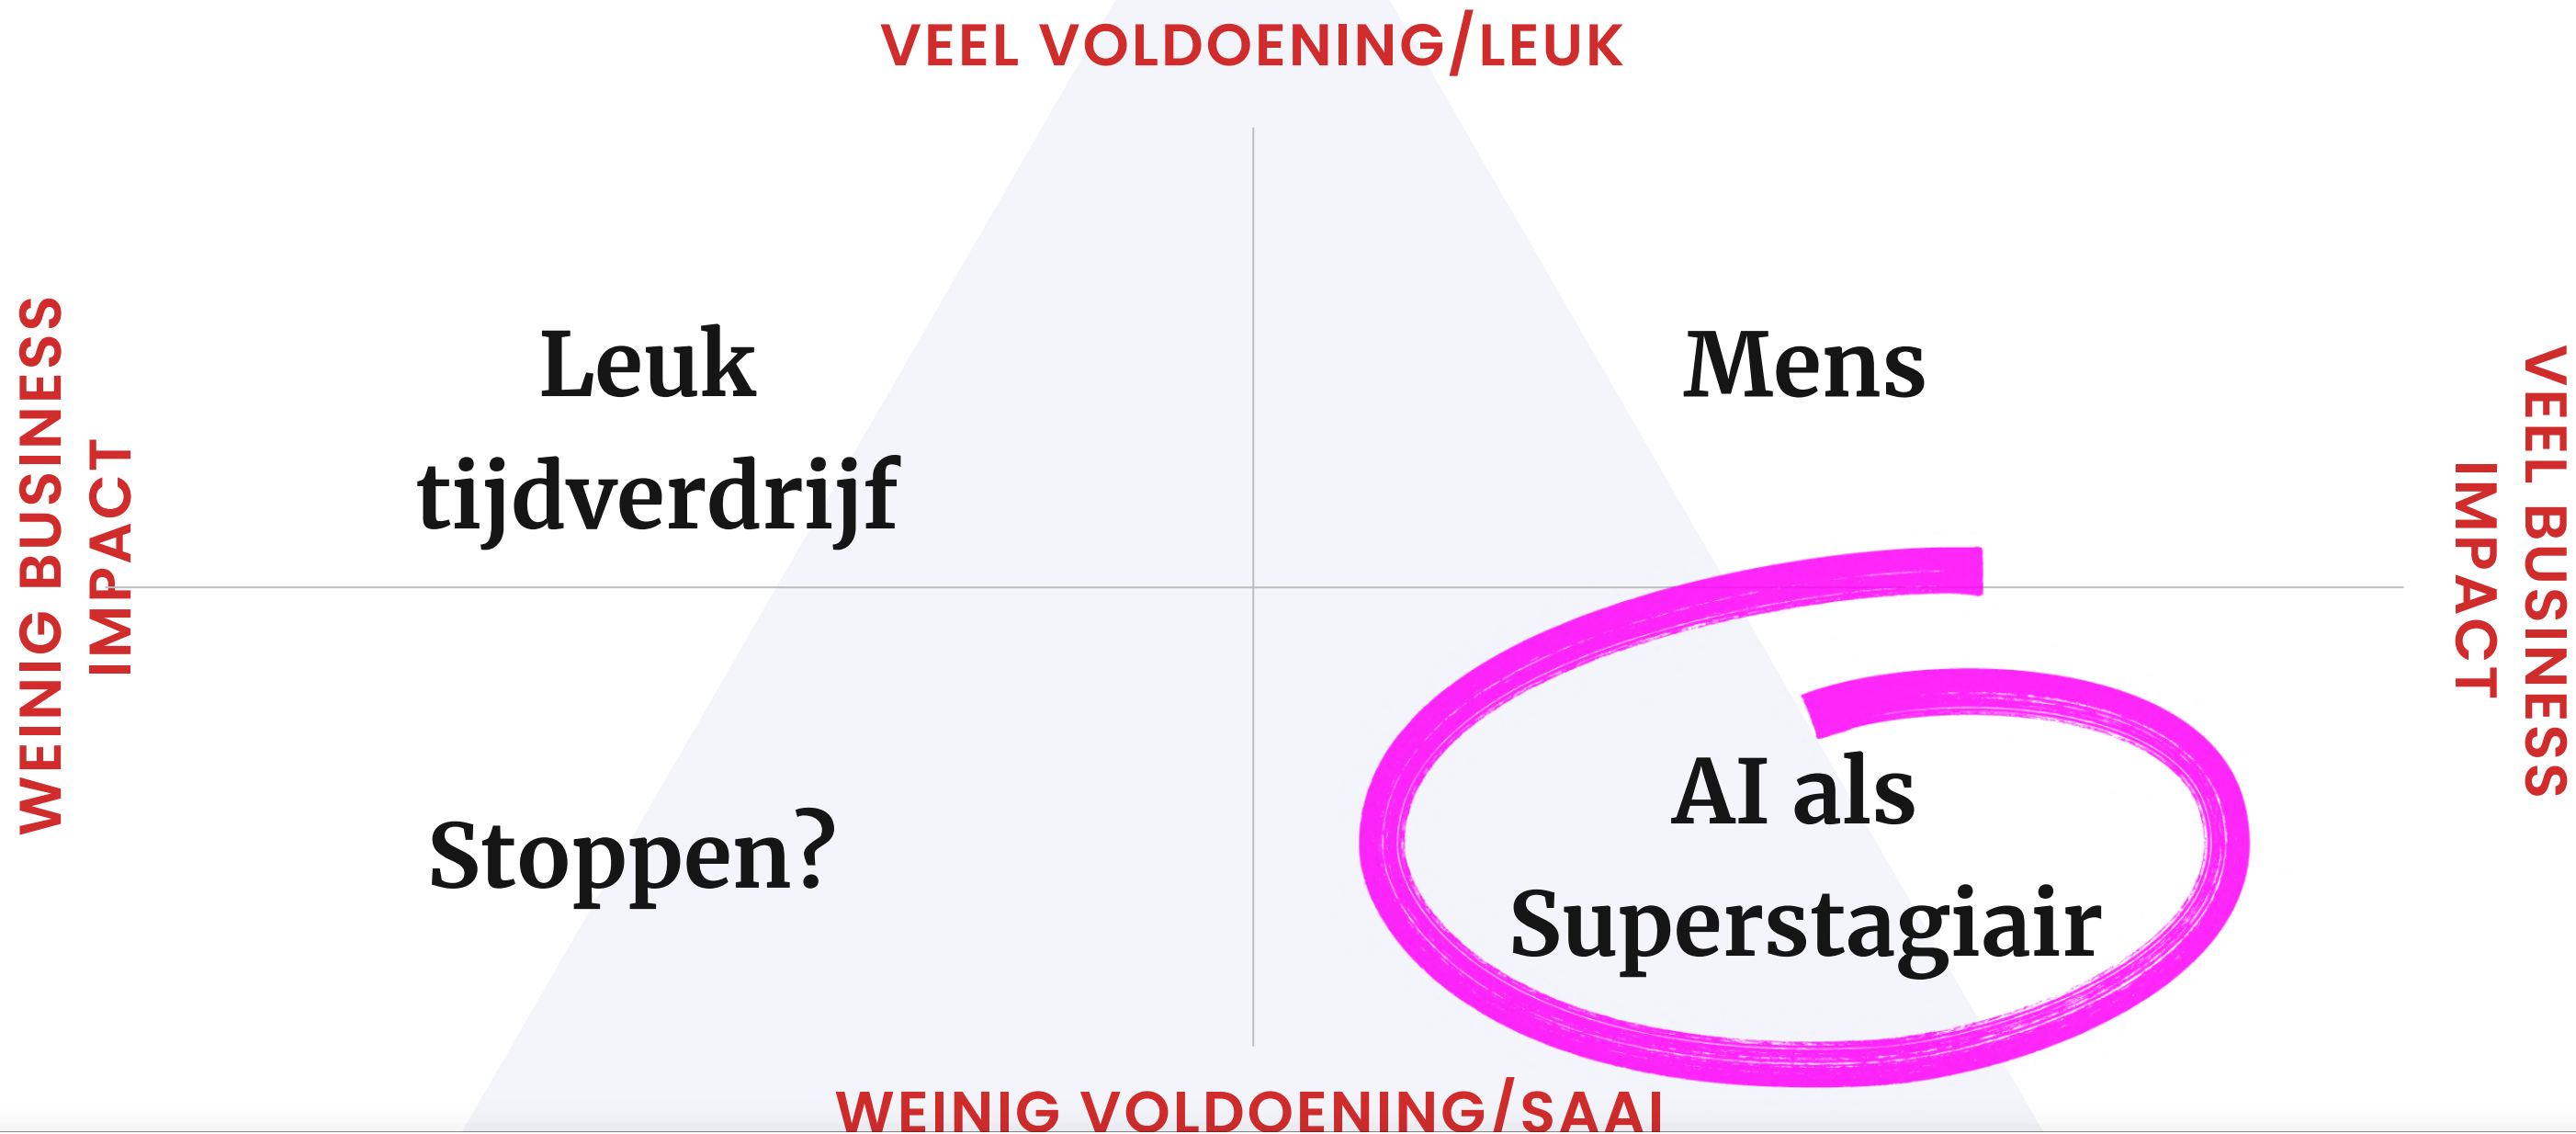 VEEL VOLDOENING/LEUK
WEINIG BUSINESS
IMPACT
Leuk
tijdverdrijf
Mens
VEEL BUSINESS
IMPACT
Stoppen?
AI als
Superstagiair
WEINIG VOLDOENING/SAAI